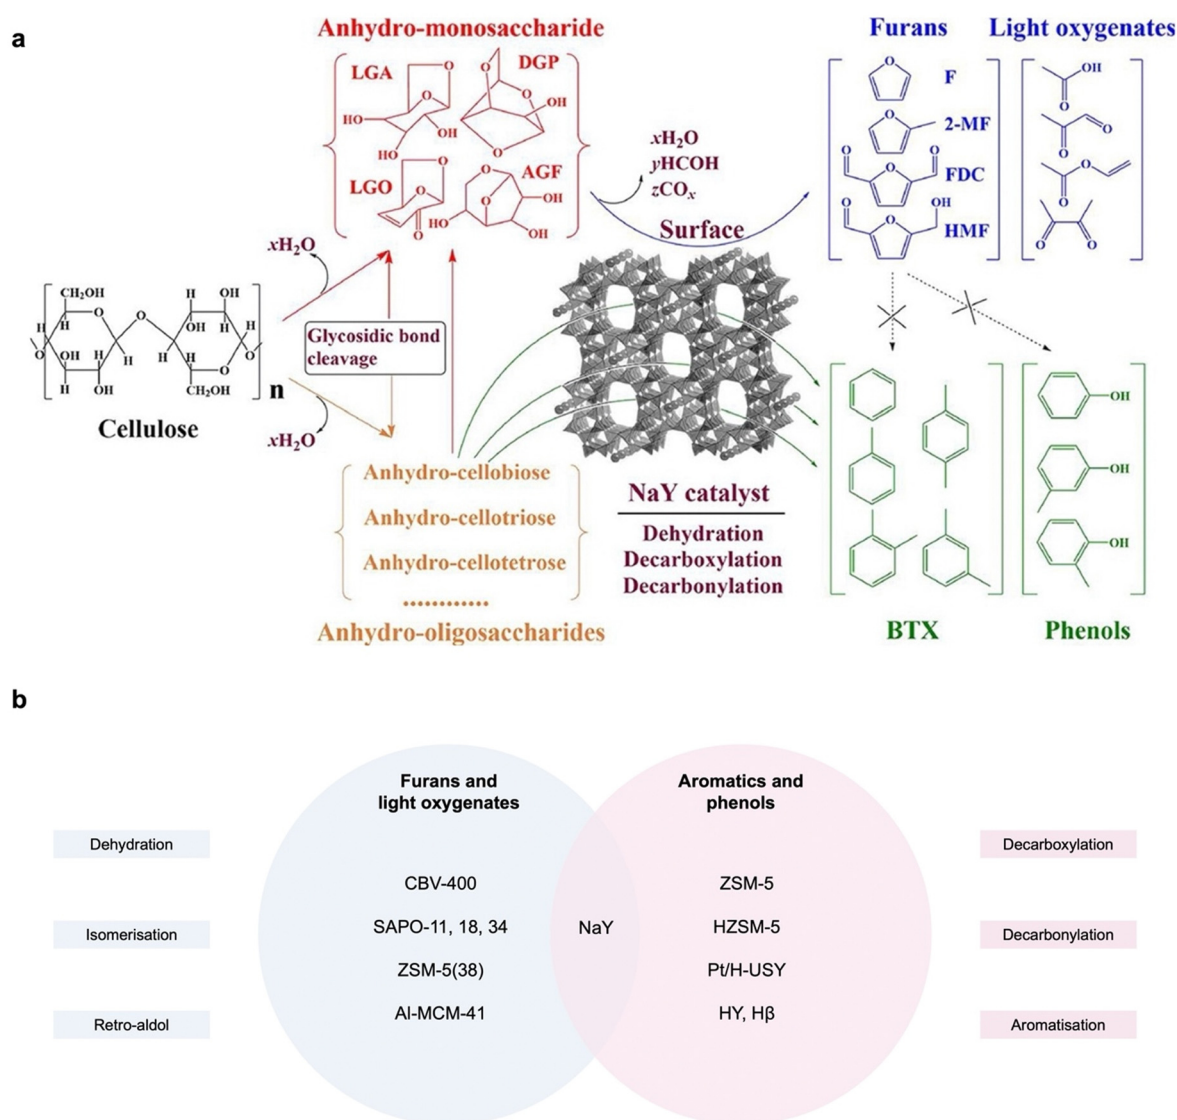 a
Anhydro-monosaccharide
LGA
DGP
LGO
AGF
O
O
OH
HO
OH
HO
O
O
OH
O
O
O
O
O
O
OH
HO
OH
xH₂O
yHCOH
zCOₓ
Surface
Furans
Light oxygenates
O
F
O
2-MF
O
O
O
FDC
O
O
OH
HMF
OH
O
O
O
O
O
O
O
xH₂O
Glycosidic bond
cleavage
xH₂O
CH₂OH
H
O
H
OH
H
H
O
H
OH
O
H
OH
H
OH
H
H
H
O
CH₂OH
O
n
Cellulose
Anhydro-cellobiose
Anhydro-cellotriose
Anhydro-cellotetrose
Anhydro-oligosaccharides
NaY catalyst
Dehydration
Decarboxylation
Decarbonylation
OH
OH
OH
BTX
Phenols
b
Furans and
light oxygenates
Aromatics and
phenols
Dehydration
Isomerisation
Retro-aldol
CBV-400
SAPO-11, 18, 34
ZSM-5(38)
Al-MCM-41
NaY
ZSM-5
HZSM-5
Pt/H-USY
HY, Hβ
Decarboxylation
Decarbonylation
Aromatisation